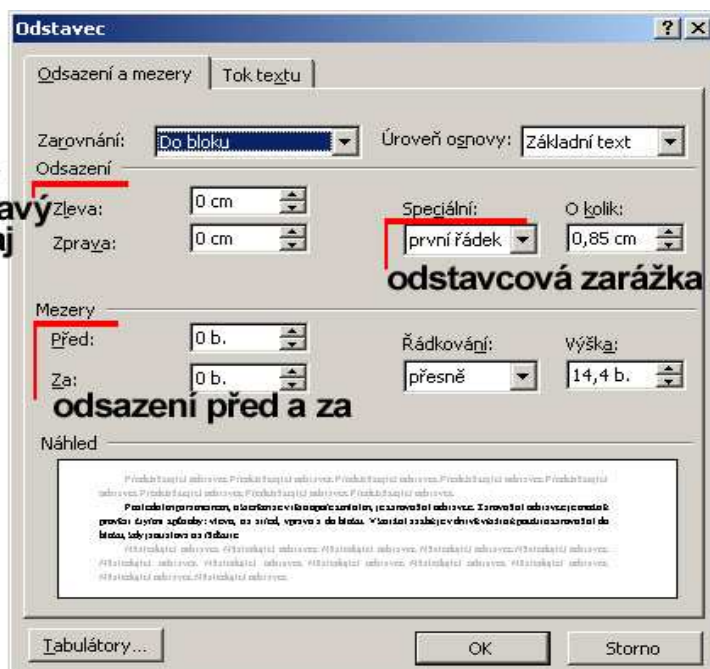 Odstavec
Odsazení a mezery Tok textu
Zarovnání: Do bloku Úroveň osnovy: Základní text
Odsazení
avý
aj
Zleva: 0 cm Speciální: O kolik:
Zprava: 0 cm první řádek 0,85 cm
odstavcová zarážka
Mezery
Před: 0 b. Řádkování: Výška:
Za: 0 b. přesně 14,4 b.
odsazení před a za
Náhled
Tabulátory... OK Storno